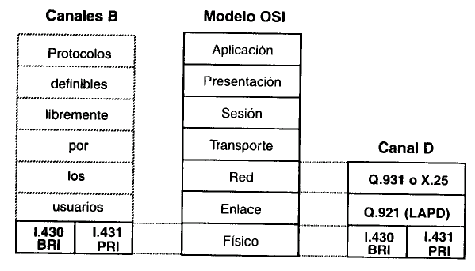 Canales B
Protocolos
definibles
libremente
por
los
usuarios
I.430
BRI
I.431
PRI
Modelo OSI
Aplicación
Presentación
Sesión
Transporte
Red
Enlace
Físico
Canal D
Q.931 o X.25
Q.921 (LAPD)
I.430
BRI
I.431
PRI